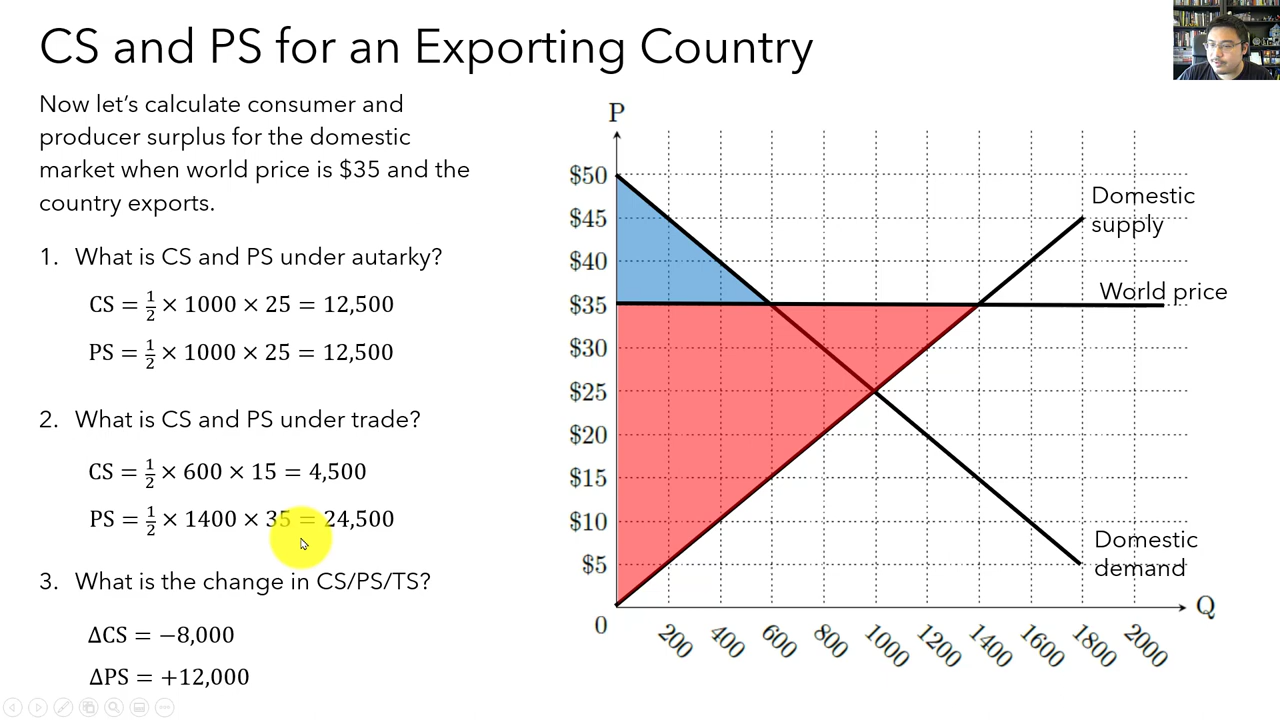 CS and PS for an Exporting Country
Now let's calculate consumer and
producer surplus for the domestic
market when world price is $35 and the
country exports.
1. What is CS and PS under autarky?
CS = ½ × 1000 × 25 = 12,500
PS = ½ × 1000 × 25 = 12,500
2. What is CS and PS under trade?
CS = ½ × 600 × 15 = 4,500
PS = ½ × 1400 × 35 = 24,500
3. What is the change in CS/PS/TS?
ΔCS = −8,000
ΔPS = +12,000
P
$50
$45
$40
$35
$30
$25
$20
$15
$10
$5
0
200
400
600
800
1000
1200
1400
1600
1800
2000
Q
Domestic
supply
World price
Domestic
demand